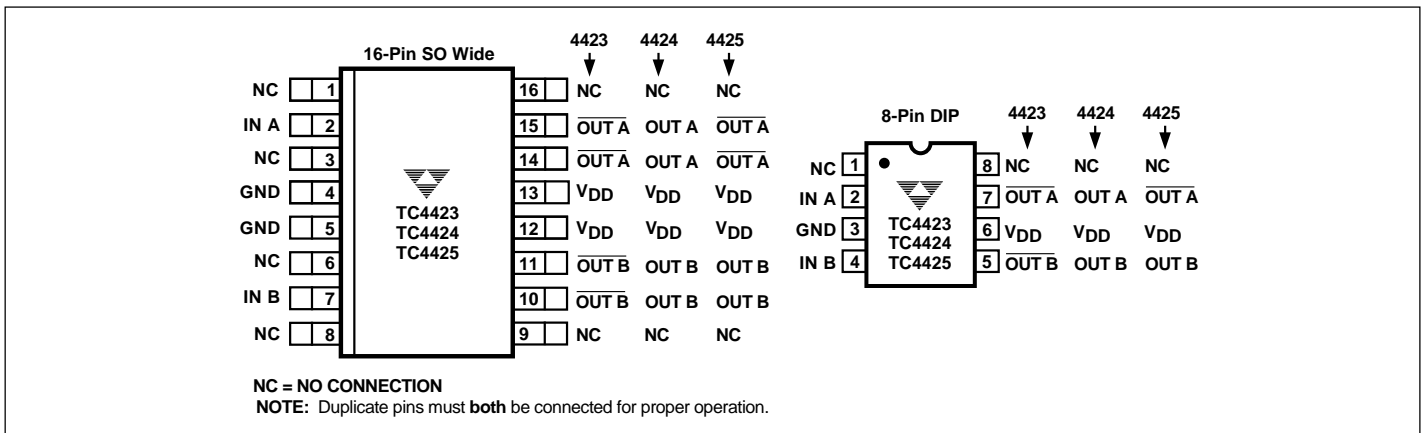 16-Pin SO Wide
4423 4424 4425
NC 1 16 NC NC NC
IN A 2 15 OUT A OUT A OUT A
NC 3 14 OUT A OUT A OUT A
GND 4 13 VDD VDD VDD
GND 5 12 VDD VDD VDD
NC 6 11 OUT B OUT B OUT B
IN B 7 10 OUT B OUT B OUT B
NC 8 9 NC NC NC
TC4423
TC4424
TC4425
8-Pin DIP
4423 4424 4425
NC 1 8 NC NC NC
IN A 2 7 OUT A OUT A OUT A
GND 3 6 VDD VDD VDD
IN B 4 5 OUT B OUT B OUT B
TC4423
TC4424
TC4425
NC = NO CONNECTION
NOTE: Duplicate pins must both be connected for proper operation.